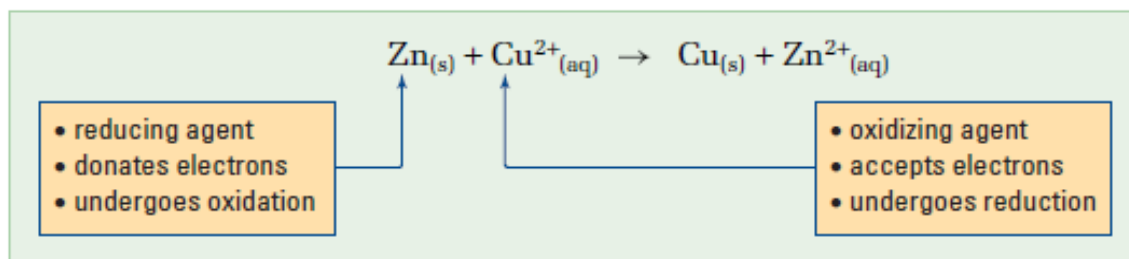 Zn(s) + Cu2+(aq) → Cu(s) + Zn2+(aq)
• reducing agent
• donates electrons
• undergoes oxidation
• oxidizing agent
• accepts electrons
• undergoes reduction